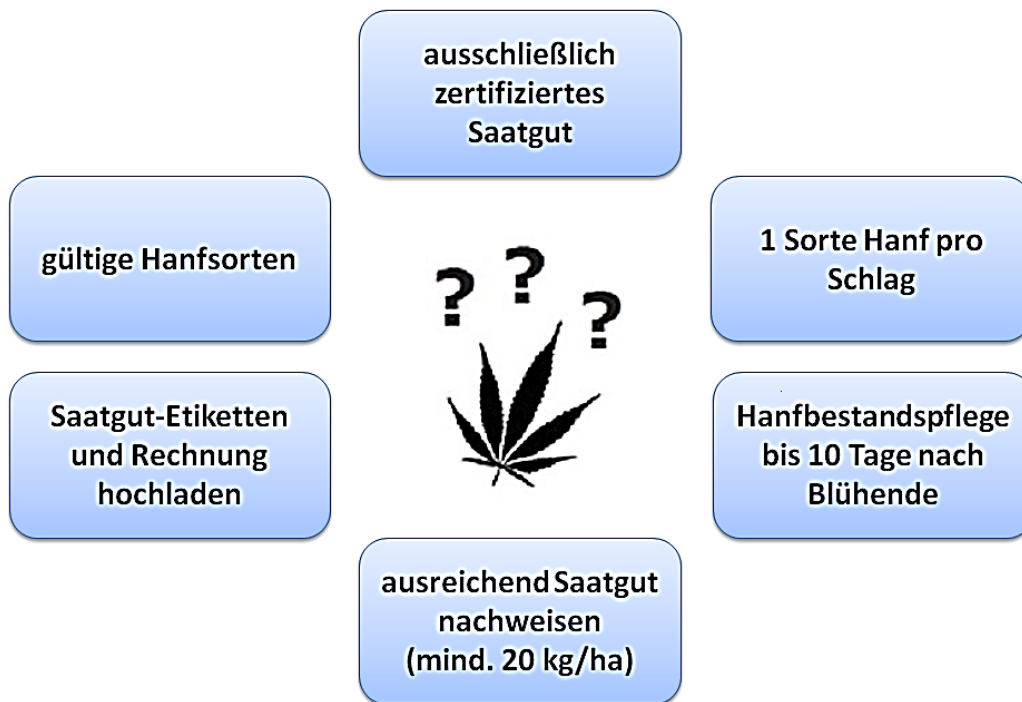 ausschließlich
zertifiziertes
Saatgut
gültige Hanfsorten
1 Sorte Hanf pro
Schlag
? ? ?
Saatgut-Etiketten
und Rechnung
hochladen
Hanfbestandspflege
bis 10 Tage nach
Blühende
ausreichend Saatgut
nachweisen
(mind. 20 kg/ha)